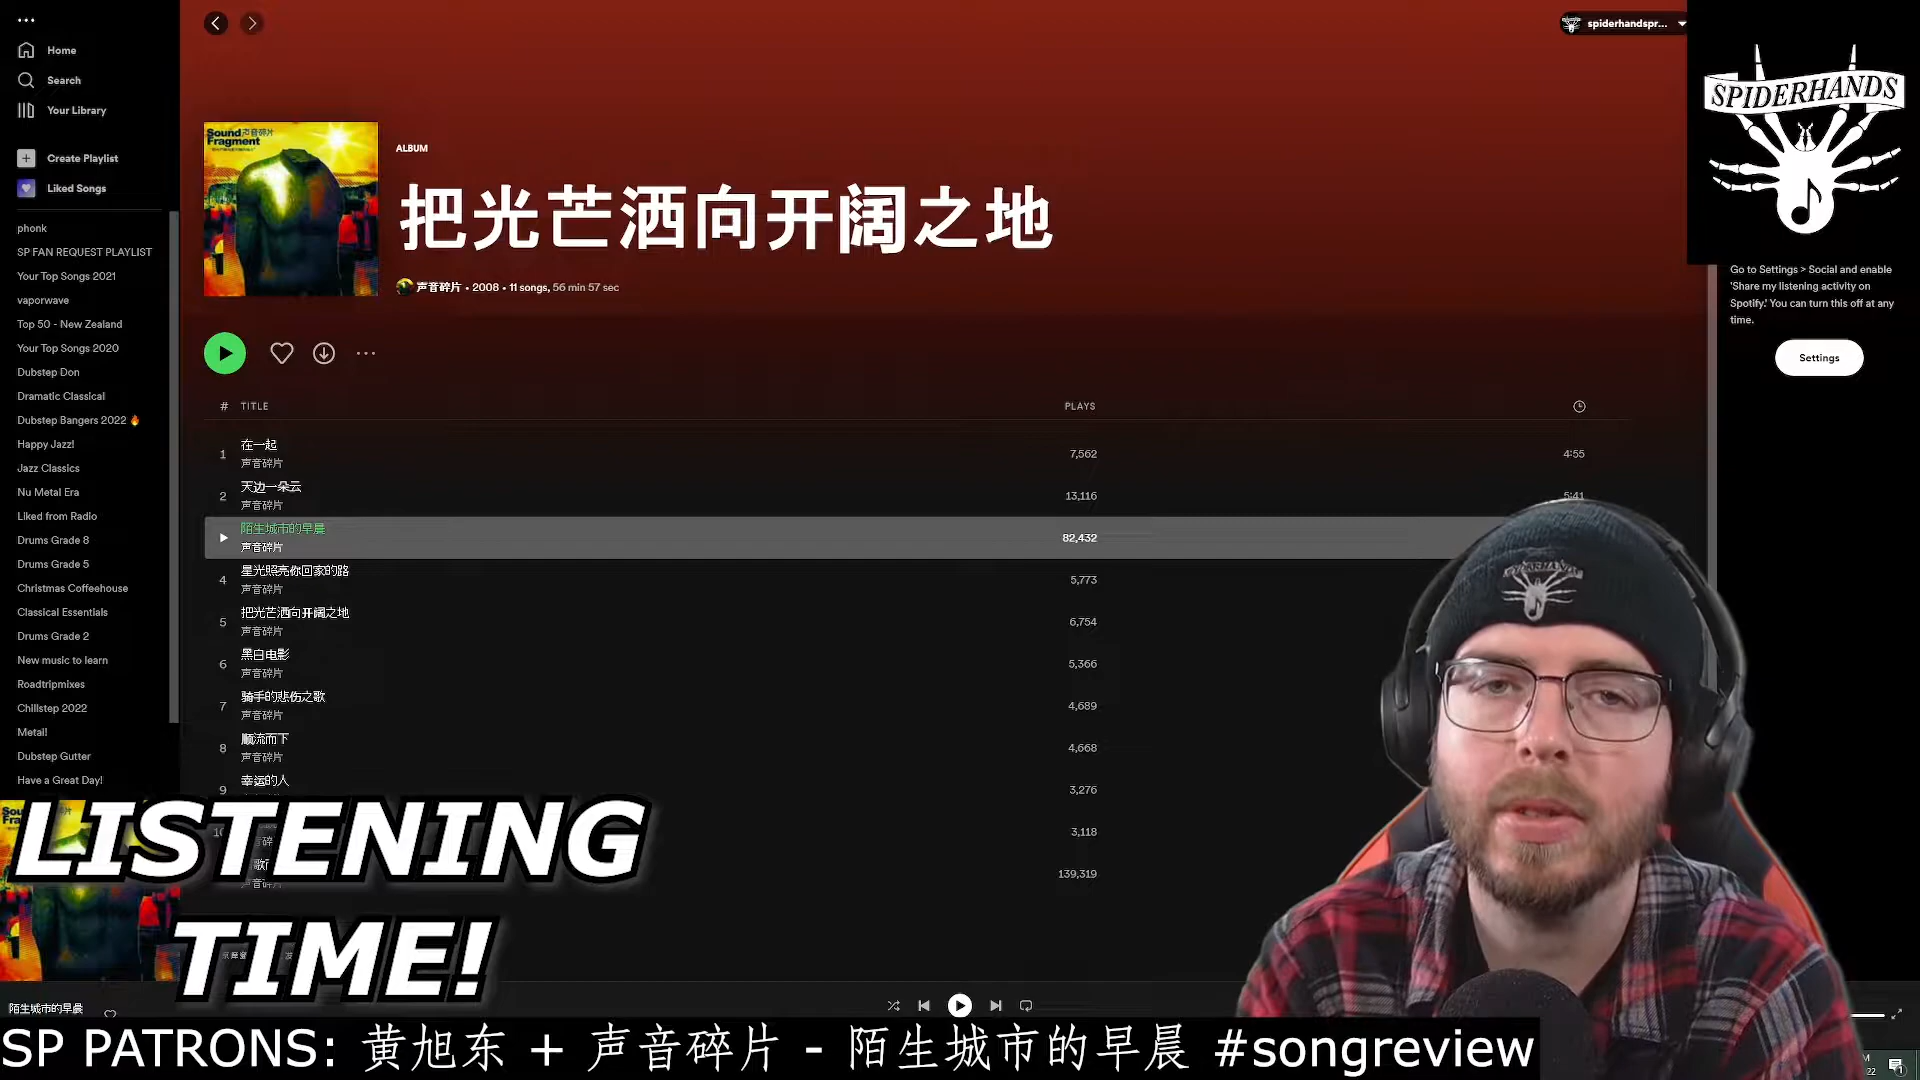 Home
Search
Your Library
Create Playlist
Liked Songs
phonk
SP FAN REQUEST PLAYLIST
Your Top Songs 2021
vaporwave
Top 50 - New Zealand
Your Top Songs 2020
Dubstep Don
Dramatic Classical
Dubstep Bangers 2022 🔥
Happy Jazz!
Jazz Classics
Nu Metal Era
Liked from Radio
Drums Grade 8
Drums Grade 5
Christmas Coffeehouse
Classical Essentials
Drums Grade 2
New music to learn
Roadtripmixes
Chillstep 2022
Metal!
Dubstep Gutter
Have a Great Day!
spiderhandspr...
SPIDERHANDS
Sound 声音碎片
Fragment
ALBUM
把光芒洒向开阔之地
声音碎片 • 2008 • 11 songs, 56 min 57 sec
# TITLE PLAYS
1 在一起 7,562 4:55
声音碎片
2 天边一朵云 13,116 5:41
声音碎片
陌生城市的早晨 82,432
声音碎片
4 星光照亮你回家的路 5,773
声音碎片
5 把光芒洒向开阔之地 6,754
声音碎片
6 黑白电影 5,366
声音碎片
7 骑手的悲伤之歌 4,689
声音碎片
8 顺流而下 4,668
声音碎片
9 幸运的人 3,276
3,118
139,319
Go to Settings > Social and enable
'Share my listening activity on
Spotify.' You can turn this off at any
time.
Settings
SPIDERHANDS
LISTENING
TIME!
陌生城市的早晨
SP PATRONS: 黄旭东 + 声音碎片 - 陌生城市的早晨 #songreview